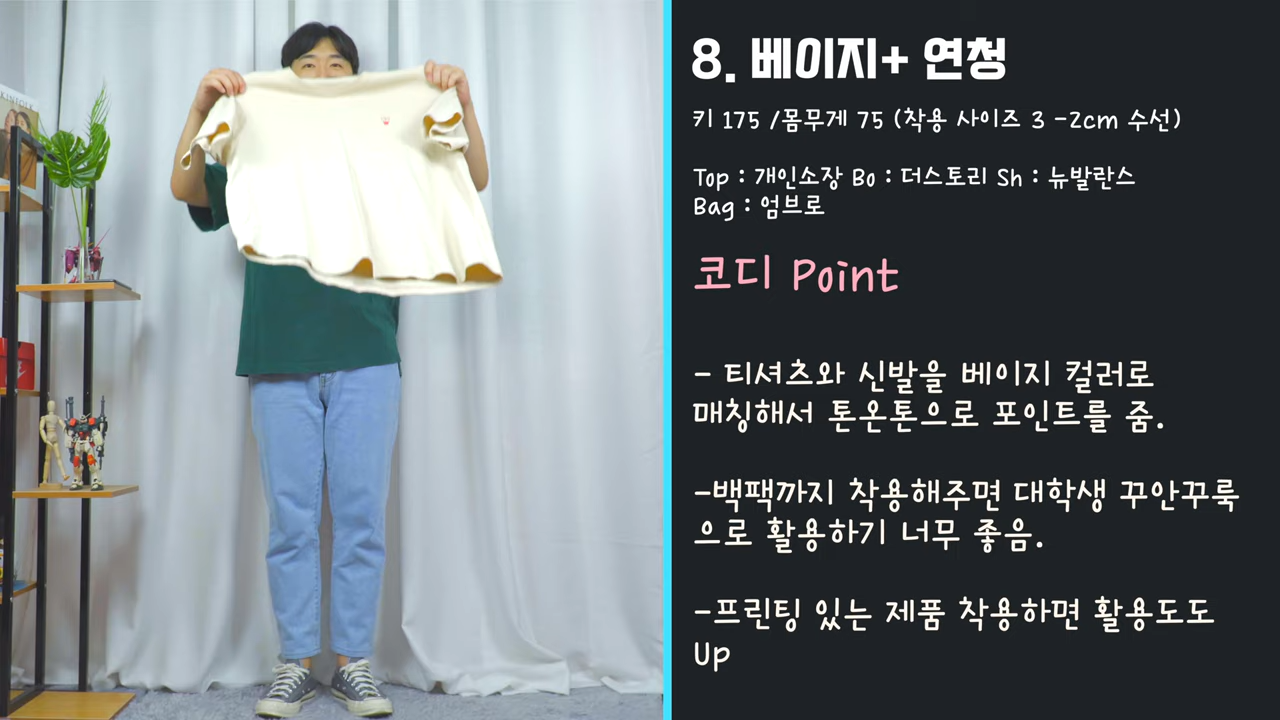 KINFOLK
8. 베이지+ 연청
키 175 /몸무게 75 (착용 사이즈 3 -2cm 수선)
Top : 개인소장 Bo : 더스토리 Sh : 뉴발란스
Bag : 엄브로
코디 Point
- 티셔츠와 신발을 베이지 컬러로
매칭해서 톤온톤으로 포인트를 줌.
-백팩까지 착용해주면 대학생 꾸안꾸룩
으로 활용하기 너무 좋음.
-프린팅 있는 제품 착용하면 활용도도
Up